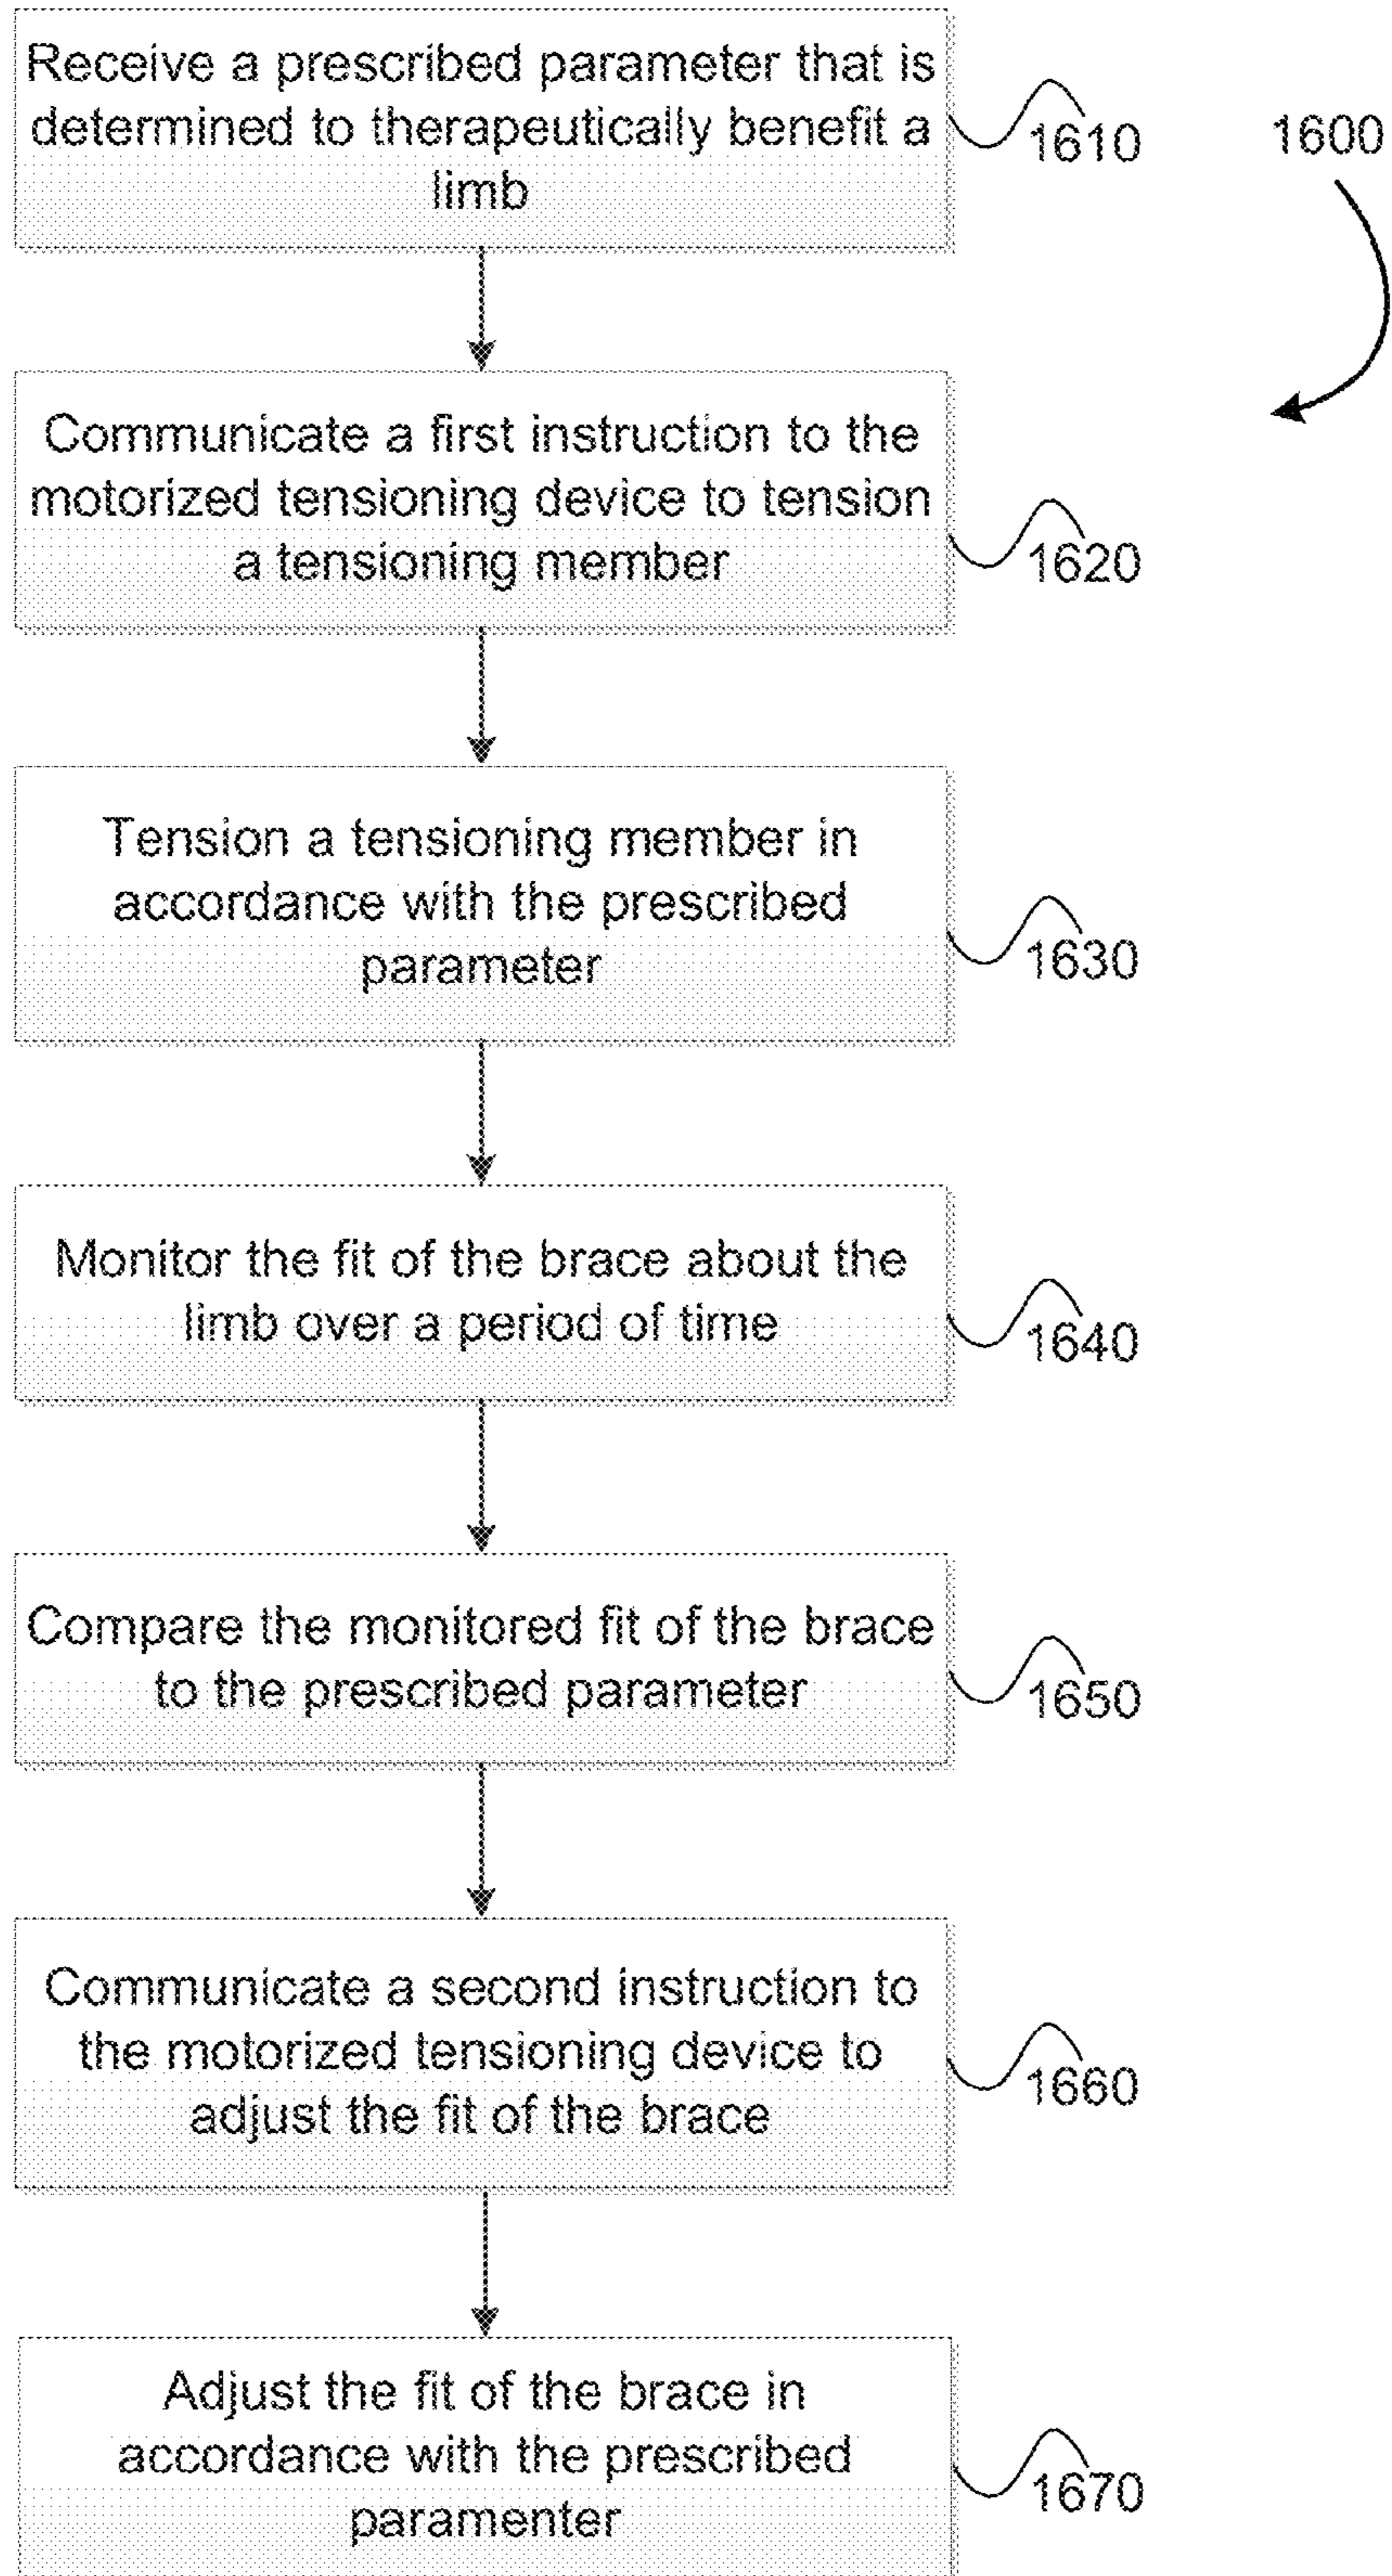 Receive a prescribed parameter that is
determined to therapeutically benefit a
limb
1610
1600
Communicate a first instruction to the
motorized tensioning device to tension
a tensioning member
1620
Tension a tensioning member in
accordance with the prescribed
parameter
1630
Monitor the fit of the brace about the
limb over a period of time
1640
Compare the monitored fit of the brace
to the prescribed parameter
1650
Communicate a second instruction to
the motorized tensioning device to
adjust the fit of the brace
1660
Adjust the fit of the brace in
accordance with the prescribed
paramenter
1670